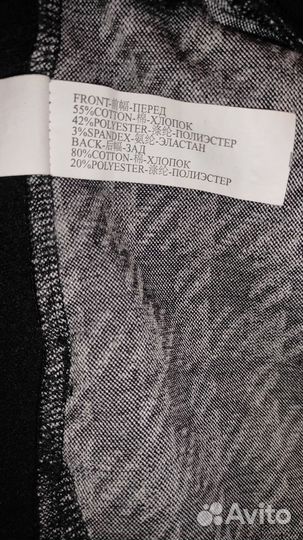 FRONT-前幅-ПЕРЕД
55%COTTON-棉-ХЛОПОК
42%POLYESTER-涤纶-ПОЛИЭСТЕР
3%SPANDEX-氨纶-ЭЛАСТАН
BACK-后幅-ЗАД
80%COTTON-棉-ХЛОПОК
20%POLYESTER-涤纶-ПОЛИЭСТЕР
Avito